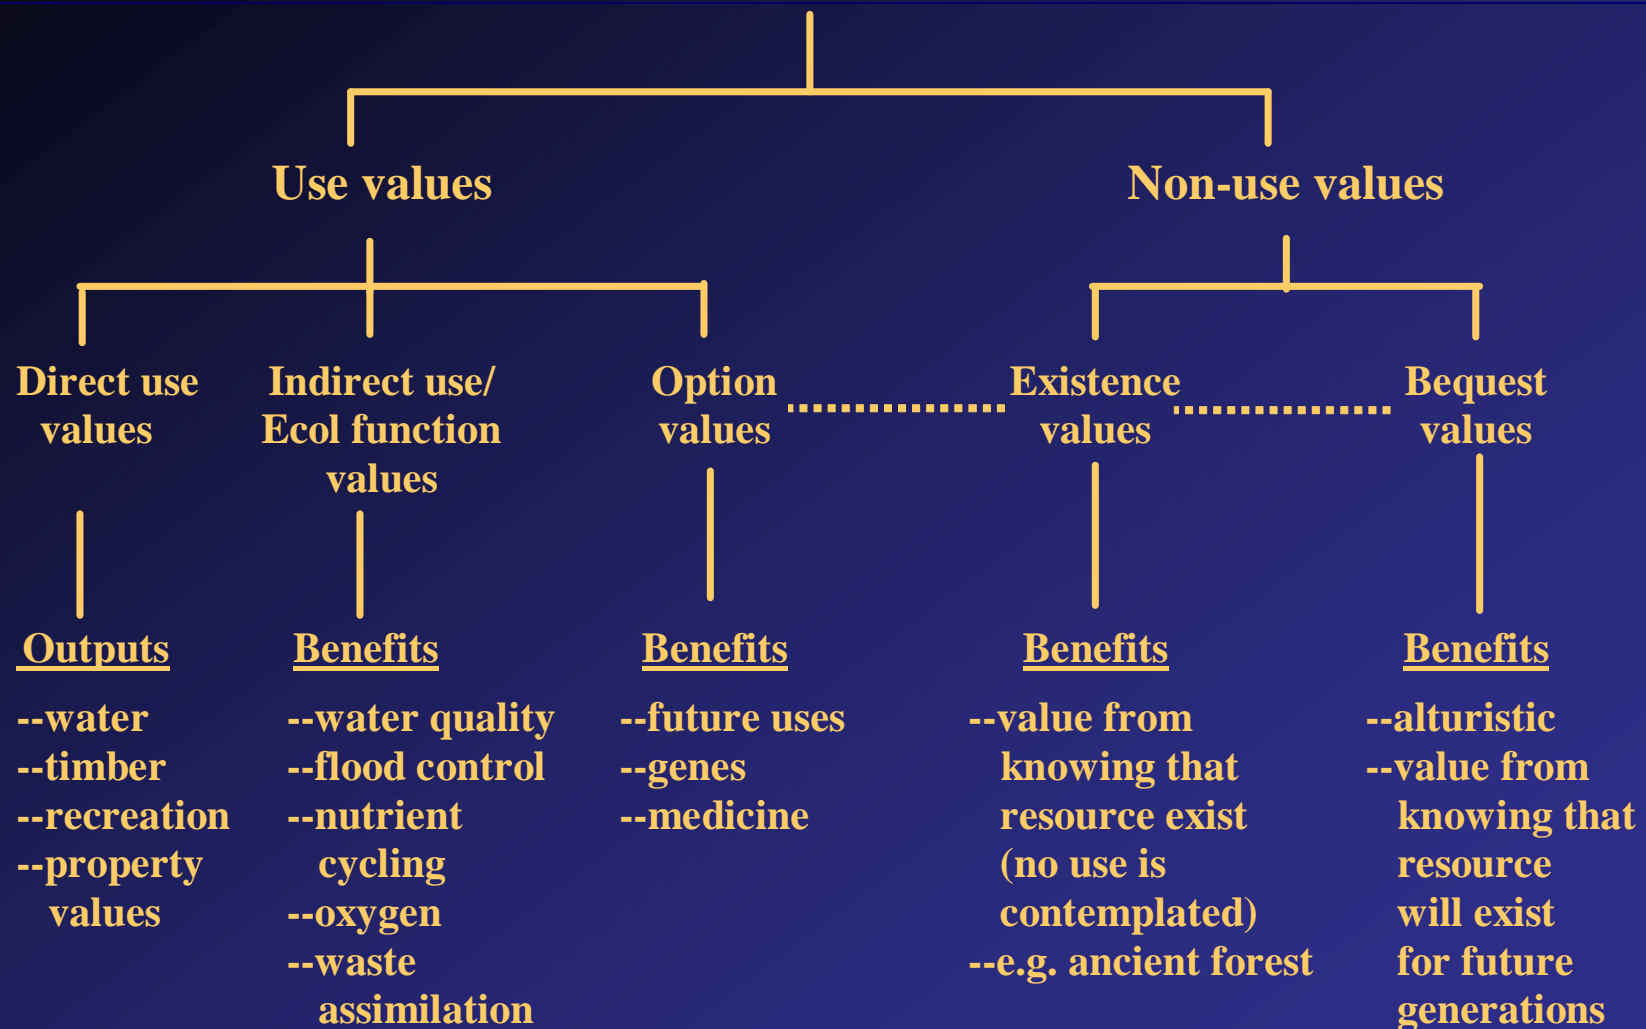 Use values
Non-use values
Direct use
values
Indirect use/
Ecol function
values
Option
values
Existence
values
Bequest
values
Outputs
--water
--timber
--recreation
--property
values
Benefits
--water quality
--flood control
--nutrient
cycling
--oxygen
--waste
assimilation
Benefits
--future uses
--genes
--medicine
Benefits
--value from
knowing that
resource exist
(no use is
contemplated)
--e.g. ancient forest
Benefits
--alturistic
--value from
knowing that
resource
will exist
for future
generations